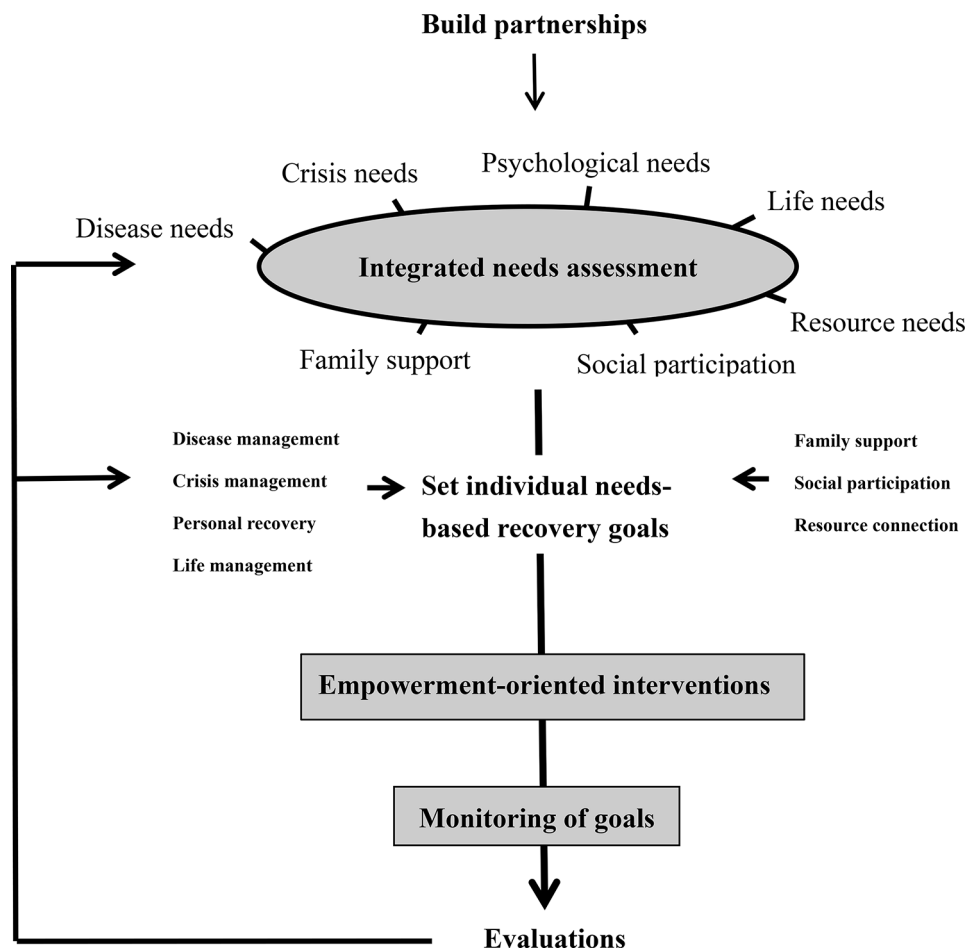 Build partnerships
Psychological needs
Crisis needs
Life needs
Disease needs
Integrated needs assessment
Resource needs
Family support
Social participation
Disease management
Crisis management
Personal recovery
Life management
Set individual needs-
based recovery goals
Family support
Social participation
Resource connection
Empowerment-oriented interventions
Monitoring of goals
Evaluations